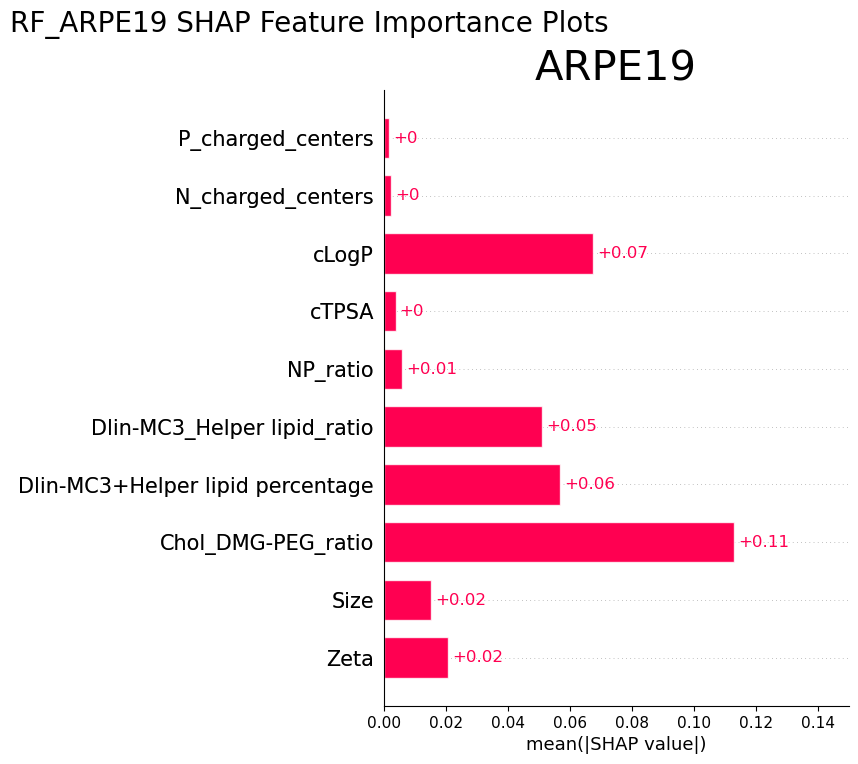 RF_ARPE19 SHAP Feature Importance Plots
ARPE19
P_charged_centers +0
N_charged_centers +0
cLogP +0.07
cTPSA +0
NP_ratio +0.01
Dlin-MC3_Helper lipid_ratio +0.05
Dlin-MC3+Helper lipid percentage +0.06
Chol_DMG-PEG_ratio +0.11
Size +0.02
Zeta +0.02
0.00 0.02 0.04 0.06 0.08 0.10 0.12 0.14
mean(|SHAP value|)